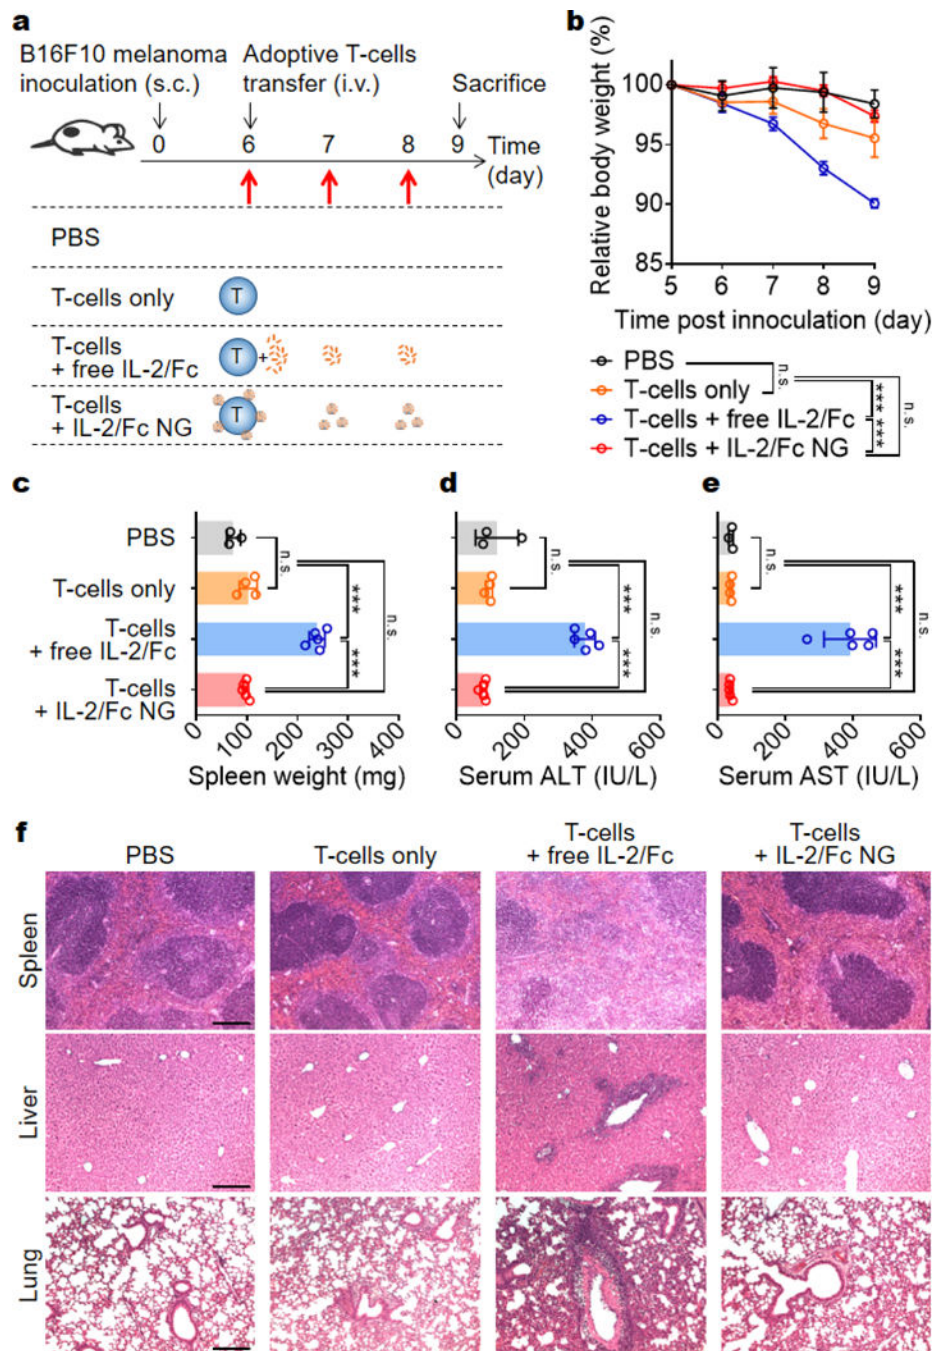 a
B16F10 melanoma
inoculation (s.c.)
Adoptive T-cells
transfer (i.v.)
Sacrifice
0
6
7
8
9
Time
(day)
PBS
T-cells only
T
T-cells
+ free IL-2/Fc
T
+
T-cells
+ IL-2/Fc NG
T
b
Relative body weight (%)
100
95
90
85
5
6
7
8
9
Time post innoculation (day)
PBS
T-cells only
T-cells + free IL-2/Fc
T-cells + IL-2/Fc NG
n.s.
***
***
n.s.
c
PBS
T-cells only
T-cells
+ free IL-2/Fc
T-cells
+ IL-2/Fc NG
n.s.
***
***
n.s.
0
100
200
300
400
Spleen weight (mg)
d
n.s.
***
***
n.s.
0
200
400
600
Serum ALT (IU/L)
e
n.s.
***
***
n.s.
0
200
400
600
Serum AST (IU/L)
f
PBS
T-cells only
T-cells
+ free IL-2/Fc
T-cells
+ IL-2/Fc NG
Spleen
Liver
Lung